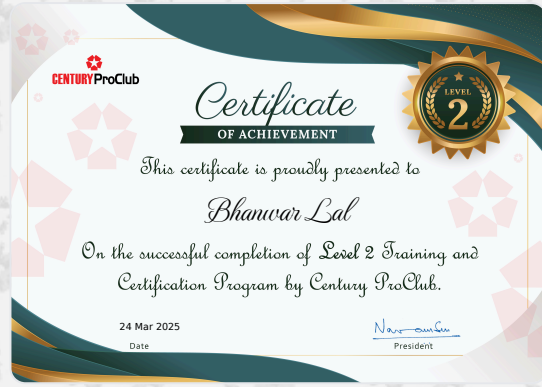 CENTURY ProClub
Certificate
OF ACHIEVEMENT
LEVEL
2
This certificate is proudly presented to
Bhanwar Lal
On the successful completion of Level 2 Training and
Certification Program by Century ProClub.
24 Mar 2025
Date
President